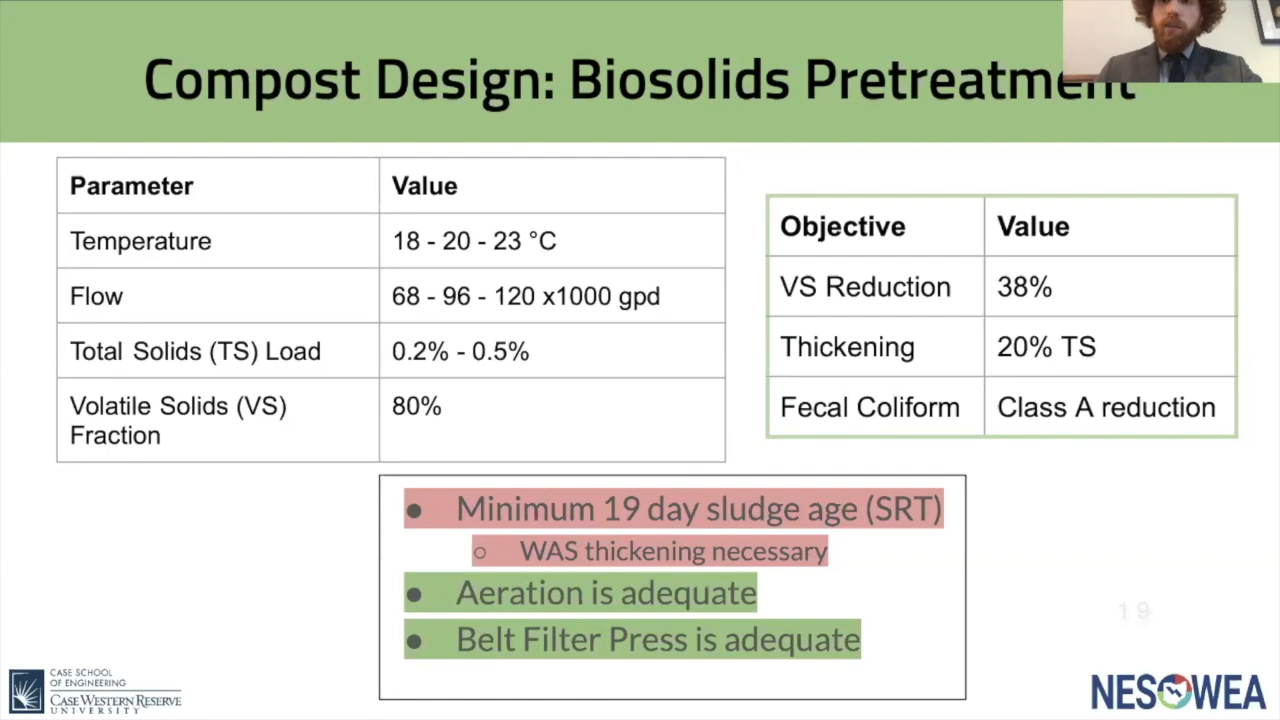 Compost Design: Biosolids Pretreatment
Parameter Value
Temperature 18 - 20 - 23 °C
Flow 68 - 96 - 120 x1000 gpd
Total Solids (TS) Load 0.2% - 0.5%
Volatile Solids (VS) 80%
Fraction
Objective Value
VS Reduction 38%
Thickening 20% TS
Fecal Coliform Class A reduction
● Minimum 19 day sludge age (SRT)
○ WAS thickening necessary
● Aeration is adequate
● Belt Filter Press is adequate
19
CASE SCHOOL
OF ENGINEERING
CASE WESTERN RESERVE
UNIVERSITY
NESOWEA